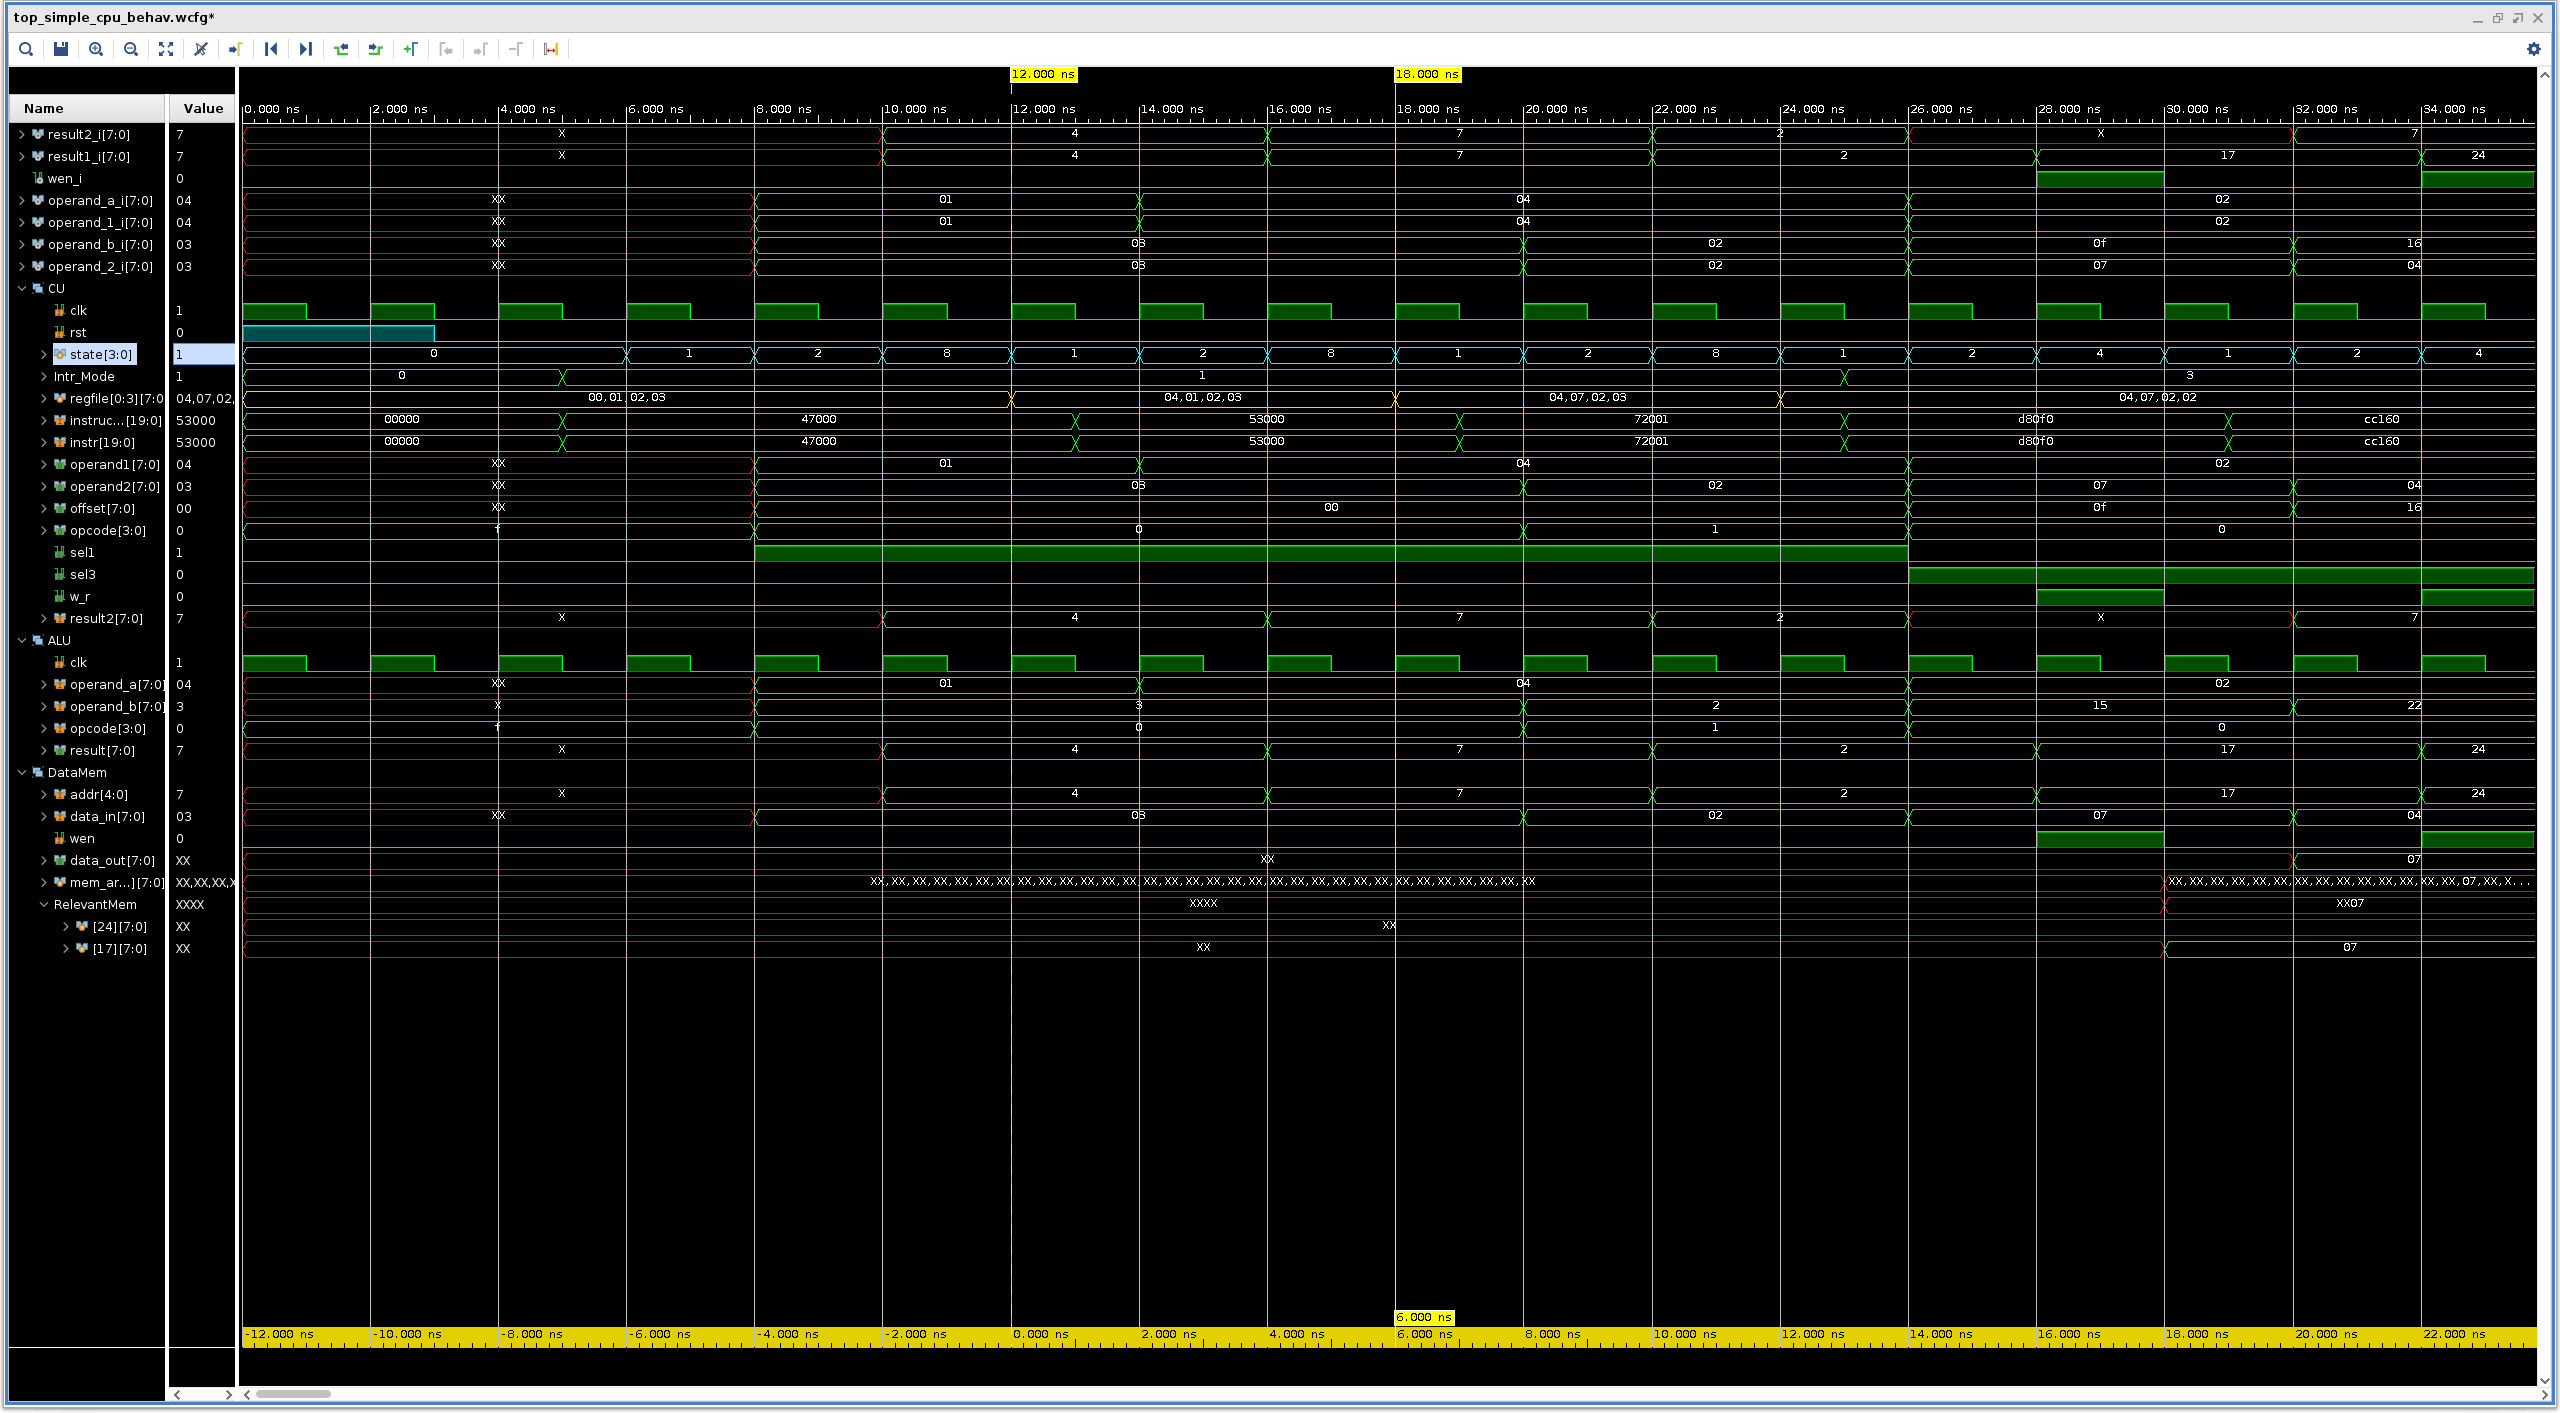 top_simple_cpu_behav.wcfg*
12.000 ns 18.000 ns
Name Value 0.000 ns 2.000 ns 4.000 ns 6.000 ns 8.000 ns 10.000 ns 12.000 ns 14.000 ns 16.000 ns 18.000 ns 20.000 ns 22.000 ns 24.000 ns 26.000 ns 28.000 ns 30.000 ns 32.000 ns 34.000 ns
result2_i[7:0] 7 X 4 7 2 X 7
result1_i[7:0] 7 X 4 7 2 17 24
wen_i 0
operand_a_i[7:0] 04 XX 01 04 02
operand_1_i[7:0] 04 XX 01 04 02
operand_b_i[7:0] 03 XX 03 02 0f 16
operand_2_i[7:0] 03 XX 03 02 07 04
CU
clk 1
rst 0
state[3:0] 1 0 1 2 8 1 2 8 1 2 8 1 2 4 1 2 4
Intr_Mode 1 0 1 3
regfile[0:3][7:0 04,07,02, 00,01,02,03 04,01,02,03 04,07,02,03 04,07,02,02
instruc...[19:0] 53000 00000 47000 53000 72001 d80f0 cc160
instr[19:0] 53000 00000 47000 53000 72001 d80f0 cc160
operand1[7:0] 04 XX 01 04 02
operand2[7:0] 03 XX 03 02 07 04
offset[7:0] 00 XX 00 0f 16
opcode[3:0] 0 f 0 1 0
sel1 1
sel3 0
w_r 0
result2[7:0] 7 X 4 7 2 X 7
ALU
clk 1
operand_a[7:0] 04 XX 01 04 02
operand_b[7:0] 3 X 3 2 15 22
opcode[3:0] 0 f 0 1 0
result[7:0] 7 X 4 7 2 17 24
DataMem
addr[4:0] 7 X 4 7 2 17 24
data_in[7:0] 03 XX 03 02 07 04
wen 0
data_out[7:0] XX XX 07
mem_ar...][7:0] XX,XX,XX,X XX,XX,XX,XX,XX,XX,XX,XX,XX,XX,XX,XX,XX,XX,XX,XX,XX,XX,XX,XX,XX,XX,XX,XX,XX,XX,XX,XX,XX,XX,XX,XX XX,XX,XX,XX,XX,XX,XX,XX,XX,XX,XX,XX,XX,XX,07,XX,X...
RelevantMem XXXX XXXX XX07
[24][7:0] XX XX
[17][7:0] XX XX 07
6.000 ns
-12.000 ns -10.000 ns -8.000 ns -6.000 ns -4.000 ns -2.000 ns 0.000 ns 2.000 ns 4.000 ns 6.000 ns 8.000 ns 10.000 ns 12.000 ns 14.000 ns 16.000 ns 18.000 ns 20.000 ns 22.000 ns